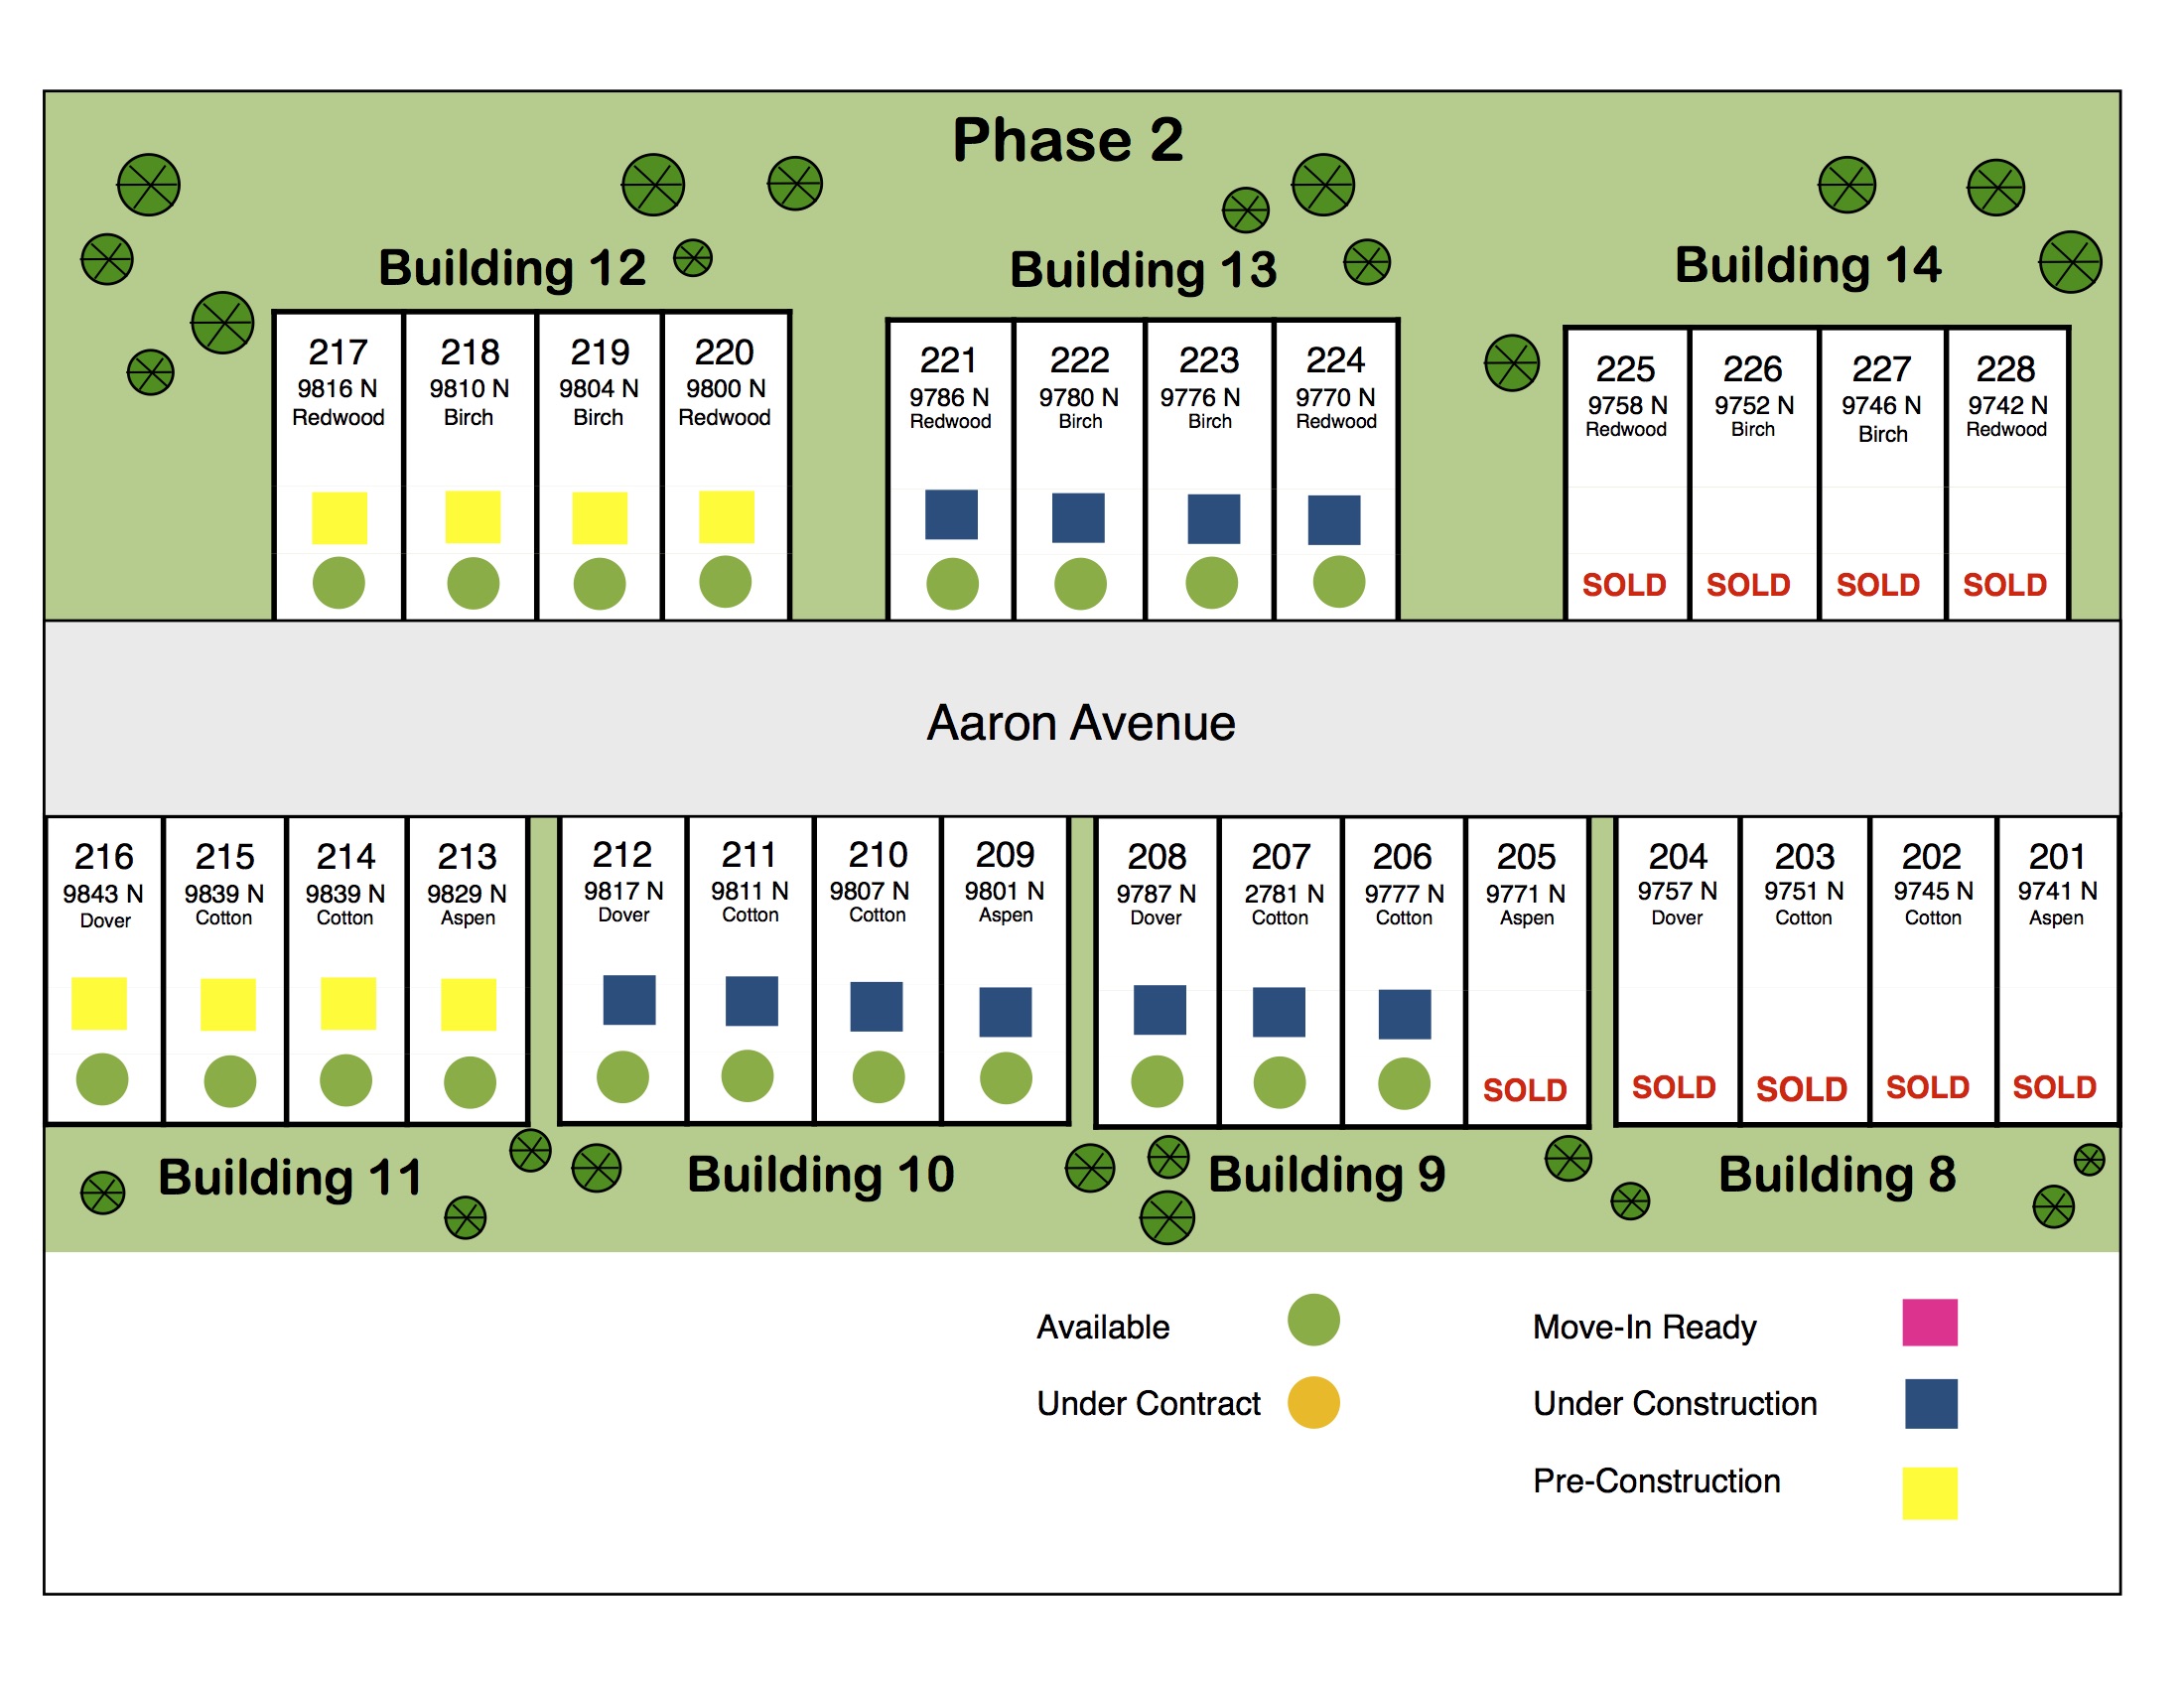 Phase 2
Building 12
Building 13
Building 14
217
9816 N
Redwood
218
9810 N
Birch
219
9804 N
Birch
220
9800 N
Redwood
221
9786 N
Redwood
222
9780 N
Birch
223
9776 N
Birch
224
9770 N
Redwood
225
9758 N
Redwood
SOLD
226
9752 N
Birch
SOLD
227
9746 N
Birch
SOLD
228
9742 N
Redwood
SOLD
Aaron Avenue
216
9843 N
Dover
215
9839 N
Cotton
214
9839 N
Cotton
213
9829 N
Aspen
212
9817 N
Dover
211
9811 N
Cotton
210
9807 N
Cotton
209
9801 N
Aspen
208
9787 N
Dover
207
2781 N
Cotton
206
9777 N
Cotton
205
9771 N
Aspen
SOLD
204
9757 N
Dover
SOLD
203
9751 N
Cotton
SOLD
202
9745 N
Cotton
SOLD
201
9741 N
Aspen
SOLD
Building 11
Building 10
Building 9
Building 8
Available
Under Contract
Move-In Ready
Under Construction
Pre-Construction